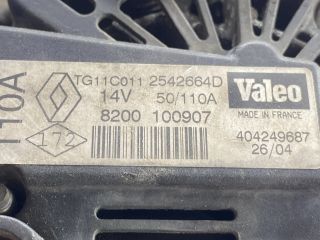 TG11C011 2542664D
14V 50/110A
8200 100907
172
110A
Valeo
MADE IN FRANCE
404249687
26/04